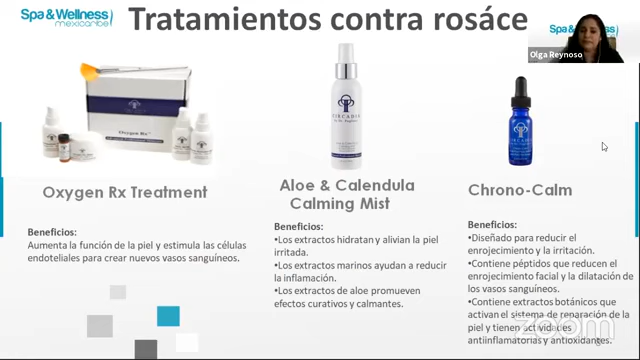 Spa & Wellness
mexicaribe
Tratamientos contra rosáce
Spa & Wellness
mexicaribe
Olga Reynoso
Oxygen Rx
CIRCADIA
Oxygen Rx Treatment
Aloe & Calendula
Calming Mist
Chrono-Calm
Beneficios:
Aumenta la función de la piel y estimula las células
endoteliales para crear nuevos vasos sanguíneos.
Beneficios:
•Los extractos hidratan y alivian la piel
irritada.
•Los extractos marinos ayudan a reducir
la inflamación.
•Los extractos de aloe promueven
efectos curativos y calmantes.
Beneficios:
•Diseñado para reducir el
enrojecimiento y la irritación.
•Contiene péptidos que reducen el
enrojecimiento facial y la dilatación de
los vasos sanguíneos.
•Contiene extractos botánicos que
activan el sistema de reparación de la
piel y tienen actividades
antiinflamatorias y antioxidantes.
zoom